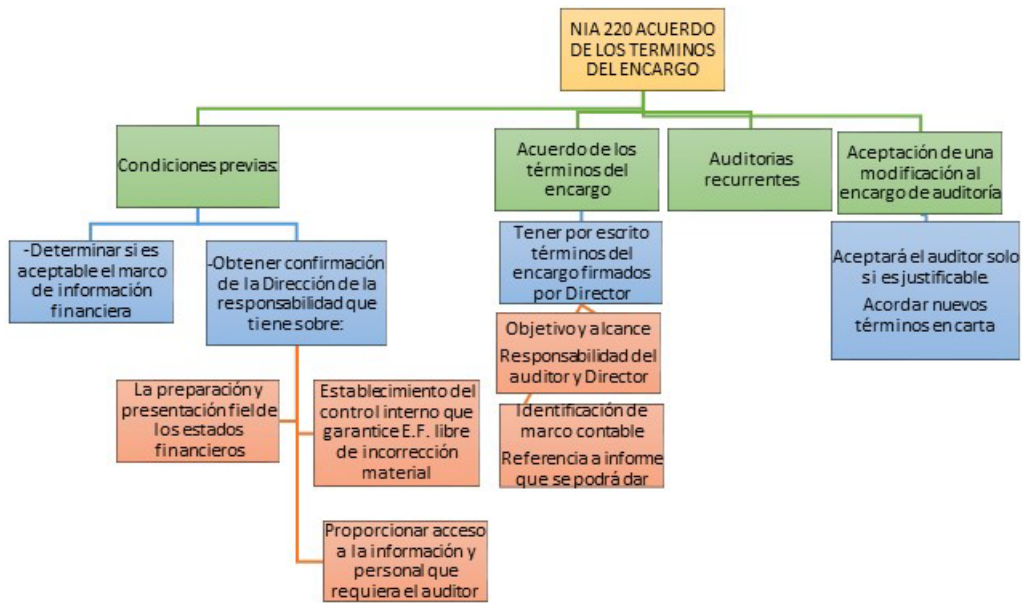 NIA 220 ACUERDO
DE LOS TERMINOS
DEL ENCARGO
Condiciones previas:
Acuerdo de los
términos del
encargo
Auditorias
recurrentes
Aceptación de una
modificación al
encargo de auditoría
-Determinar si es
aceptable el marco
de información
financiera
-Obtener confirmación
de la Dirección de la
responsabilidad que
tiene sobre:
Tener por escrito
términos del
encargo firmados
por Director
Aceptará el auditor solo
si es justificable.
Acordar nuevos
términos en carta
La preparación y
presentación fiel de
los estados
financieros
Establecimiento del
control interno que
garantice E.F. libre
de incorrección
material
Objetivo y alcance
Responsabilidad del
auditor y Director
Identificación de
marco contable
Referencia a informe
que se podrá dar
Proporcionar acceso
a la información y
personal que
requiera el auditor